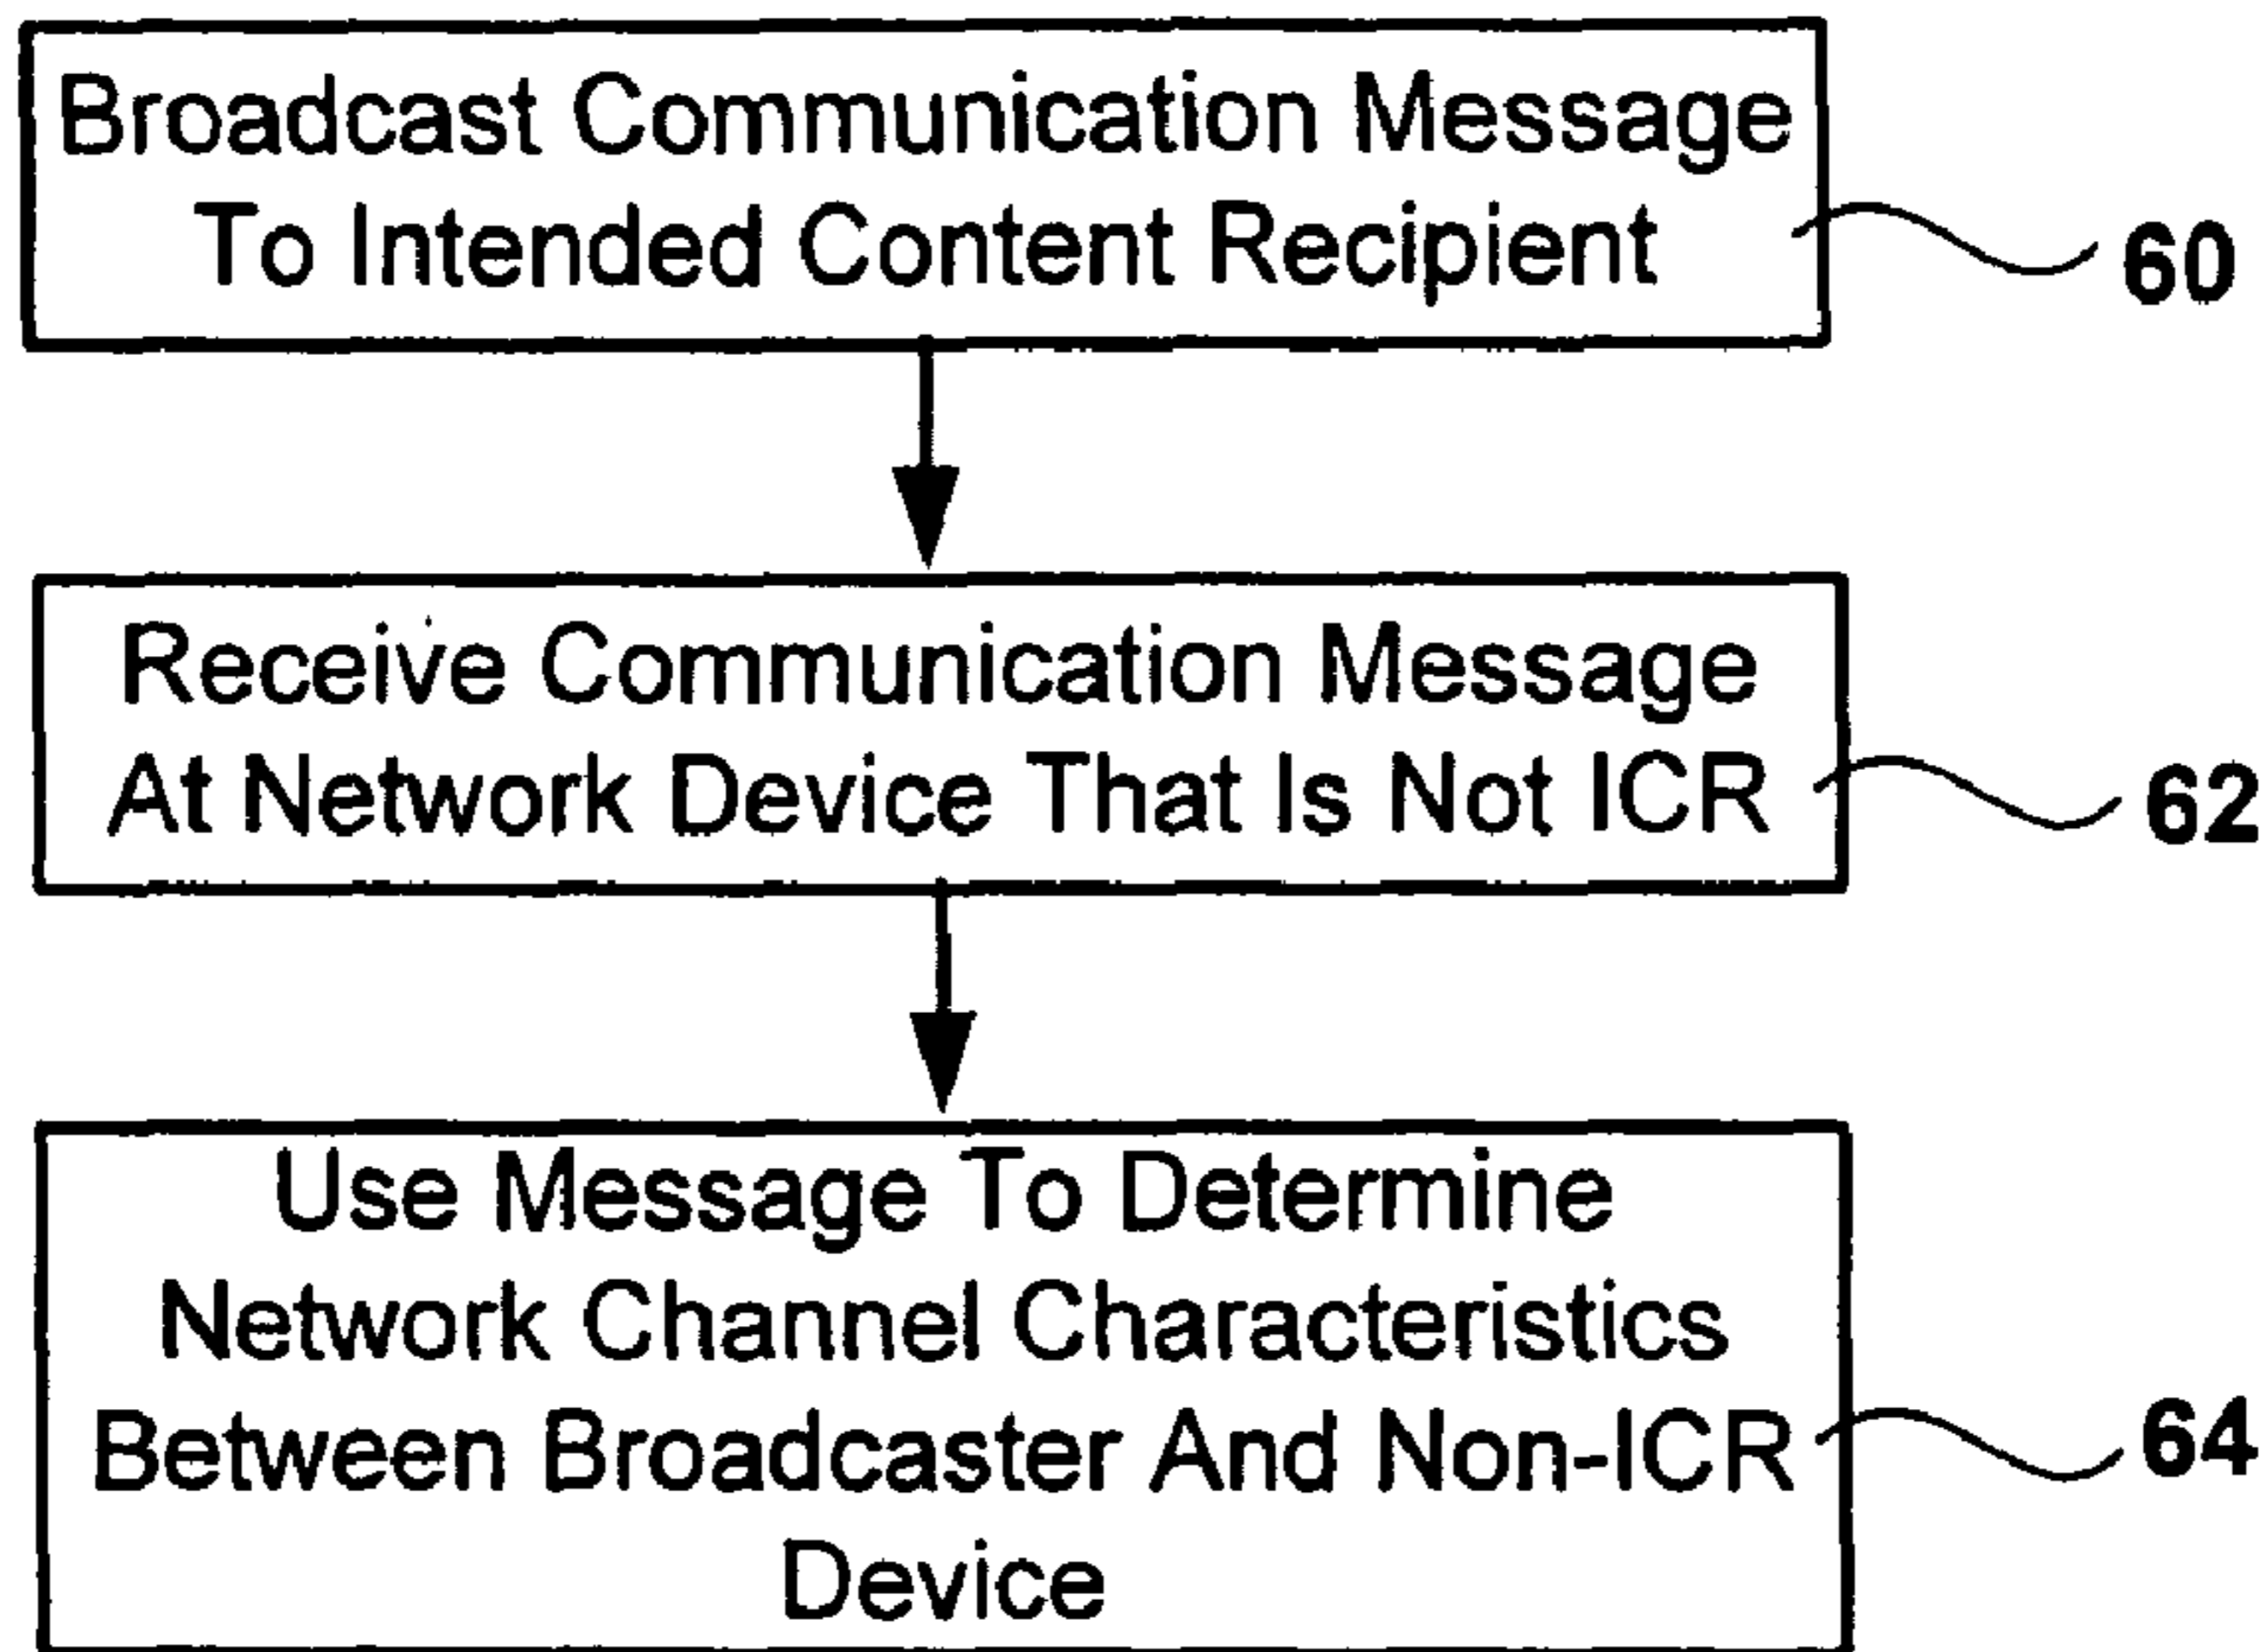 Broadcast Communication Message
To Intended Content Recipient
60
Receive Communication Message
At Network Device That Is Not ICR
62
Use Message To Determine
Network Channel Characteristics
Between Broadcaster And Non-ICR
Device
64